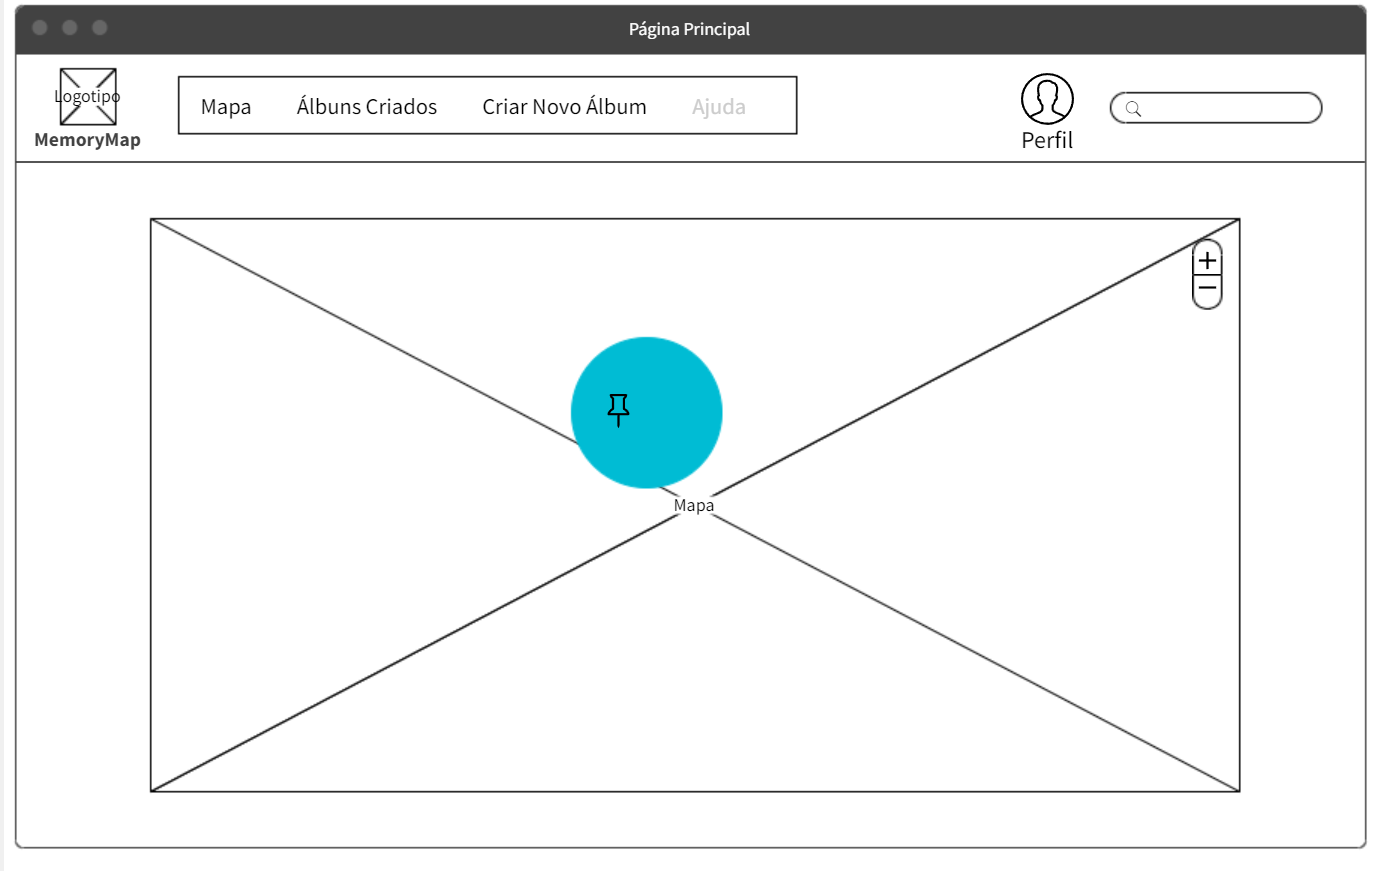 Página Principal
Logotipo
MemoryMap
Mapa
Álbuns Criados
Criar Novo Álbum
Ajuda
Perfil
Mapa